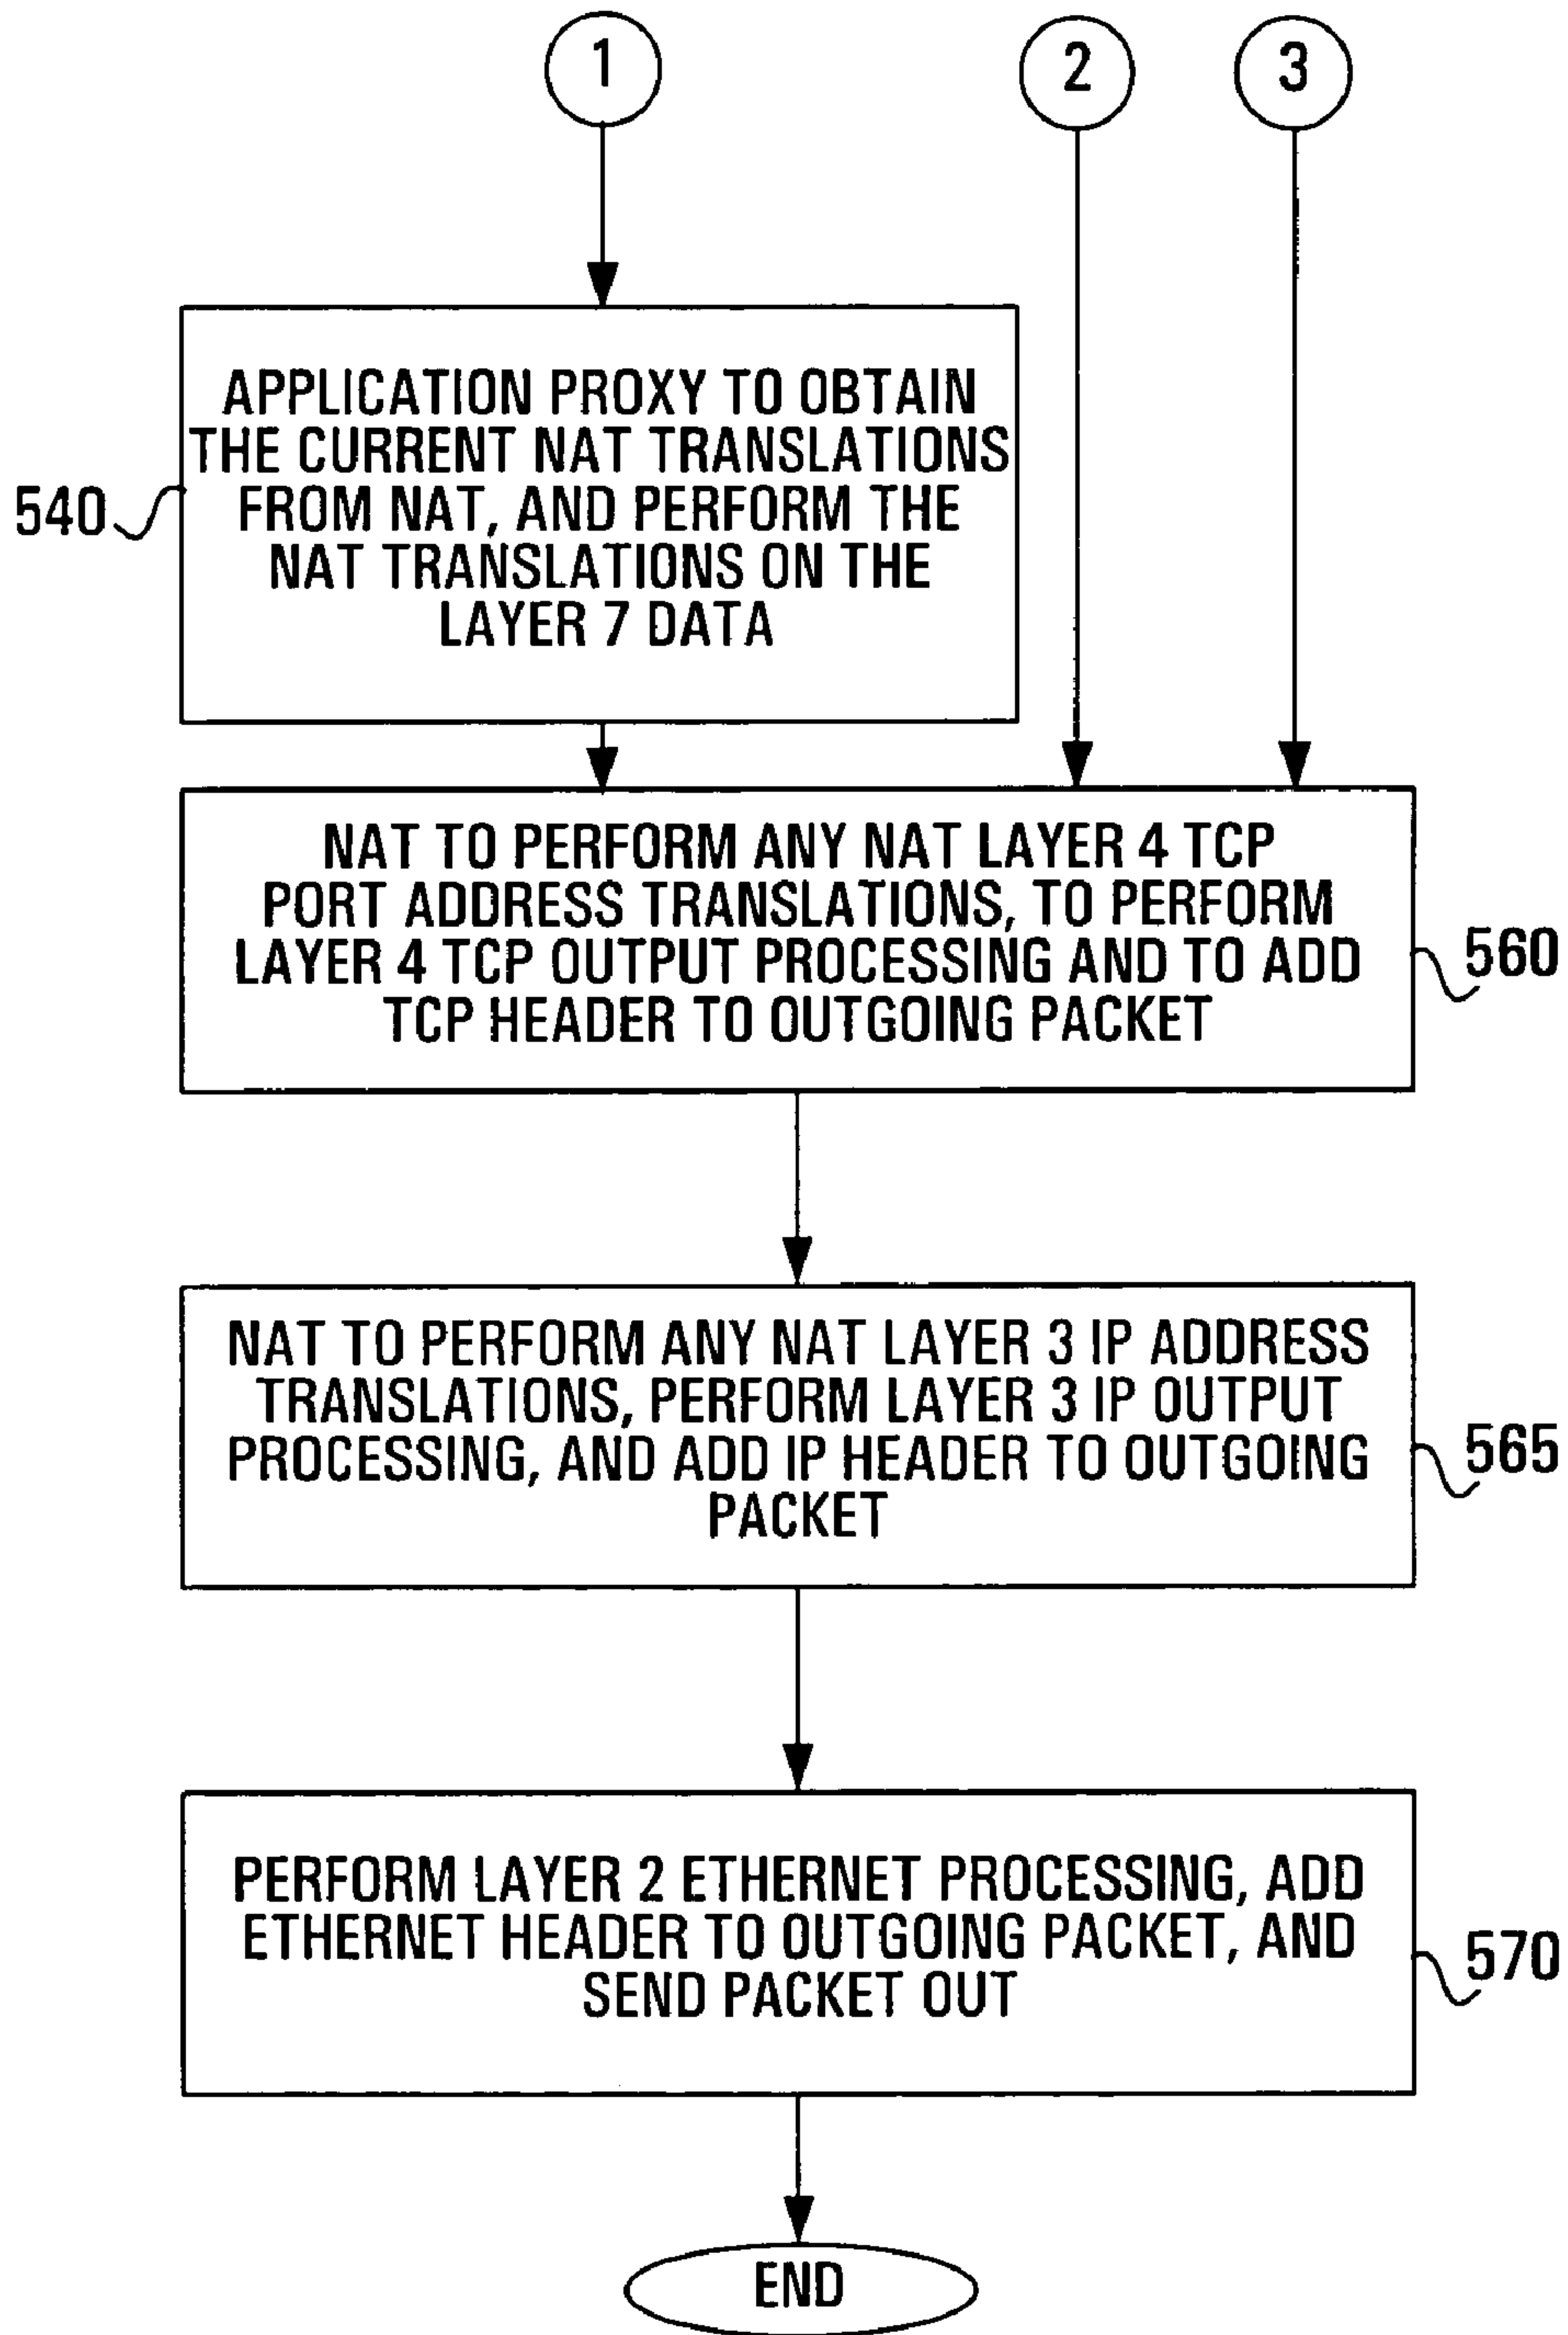 1
2
3
APPLICATION PROXY TO OBTAIN
THE CURRENT NAT TRANSLATIONS
FROM NAT, AND PERFORM THE
NAT TRANSLATIONS ON THE
LAYER 7 DATA
540
NAT TO PERFORM ANY NAT LAYER 4 TCP
PORT ADDRESS TRANSLATIONS, TO PERFORM
LAYER 4 TCP OUTPUT PROCESSING AND TO ADD
TCP HEADER TO OUTGOING PACKET
560
NAT TO PERFORM ANY NAT LAYER 3 IP ADDRESS
TRANSLATIONS, PERFORM LAYER 3 IP OUTPUT
PROCESSING, AND ADD IP HEADER TO OUTGOING
PACKET
565
PERFORM LAYER 2 ETHERNET PROCESSING, ADD
ETHERNET HEADER TO OUTGOING PACKET, AND
SEND PACKET OUT
570
END